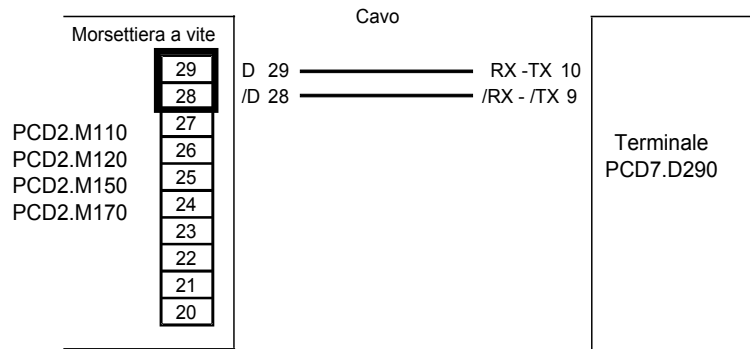 Cavo
Morsettiera a vite
29
28
27
26
25
24
23
22
21
20
PCD2.M110
PCD2.M120
PCD2.M150
PCD2.M170
D 29
/D 28
RX -TX 10
/RX - /TX 9
Terminale
PCD7.D290